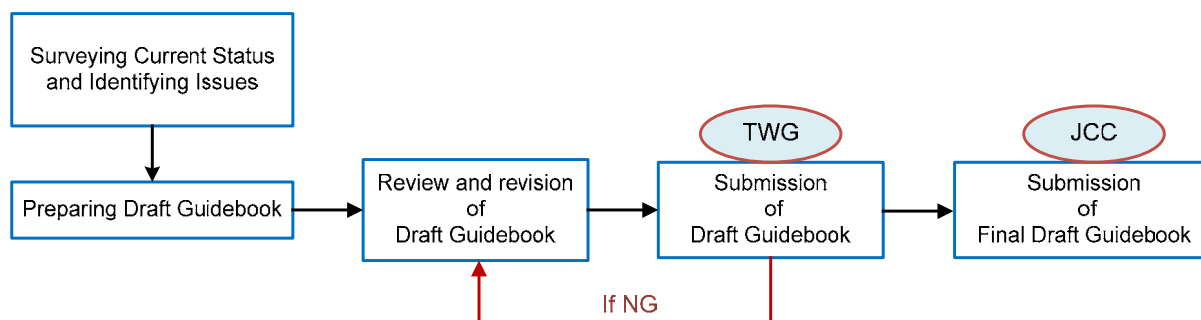 Surveying Current Status
and Identifying Issues
Preparing Draft Guidebook
Review and revision
of
Draft Guidebook
TWG
Submission
of
Draft Guidebook
JCC
Submission
of
Final Draft Guidebook
If NG